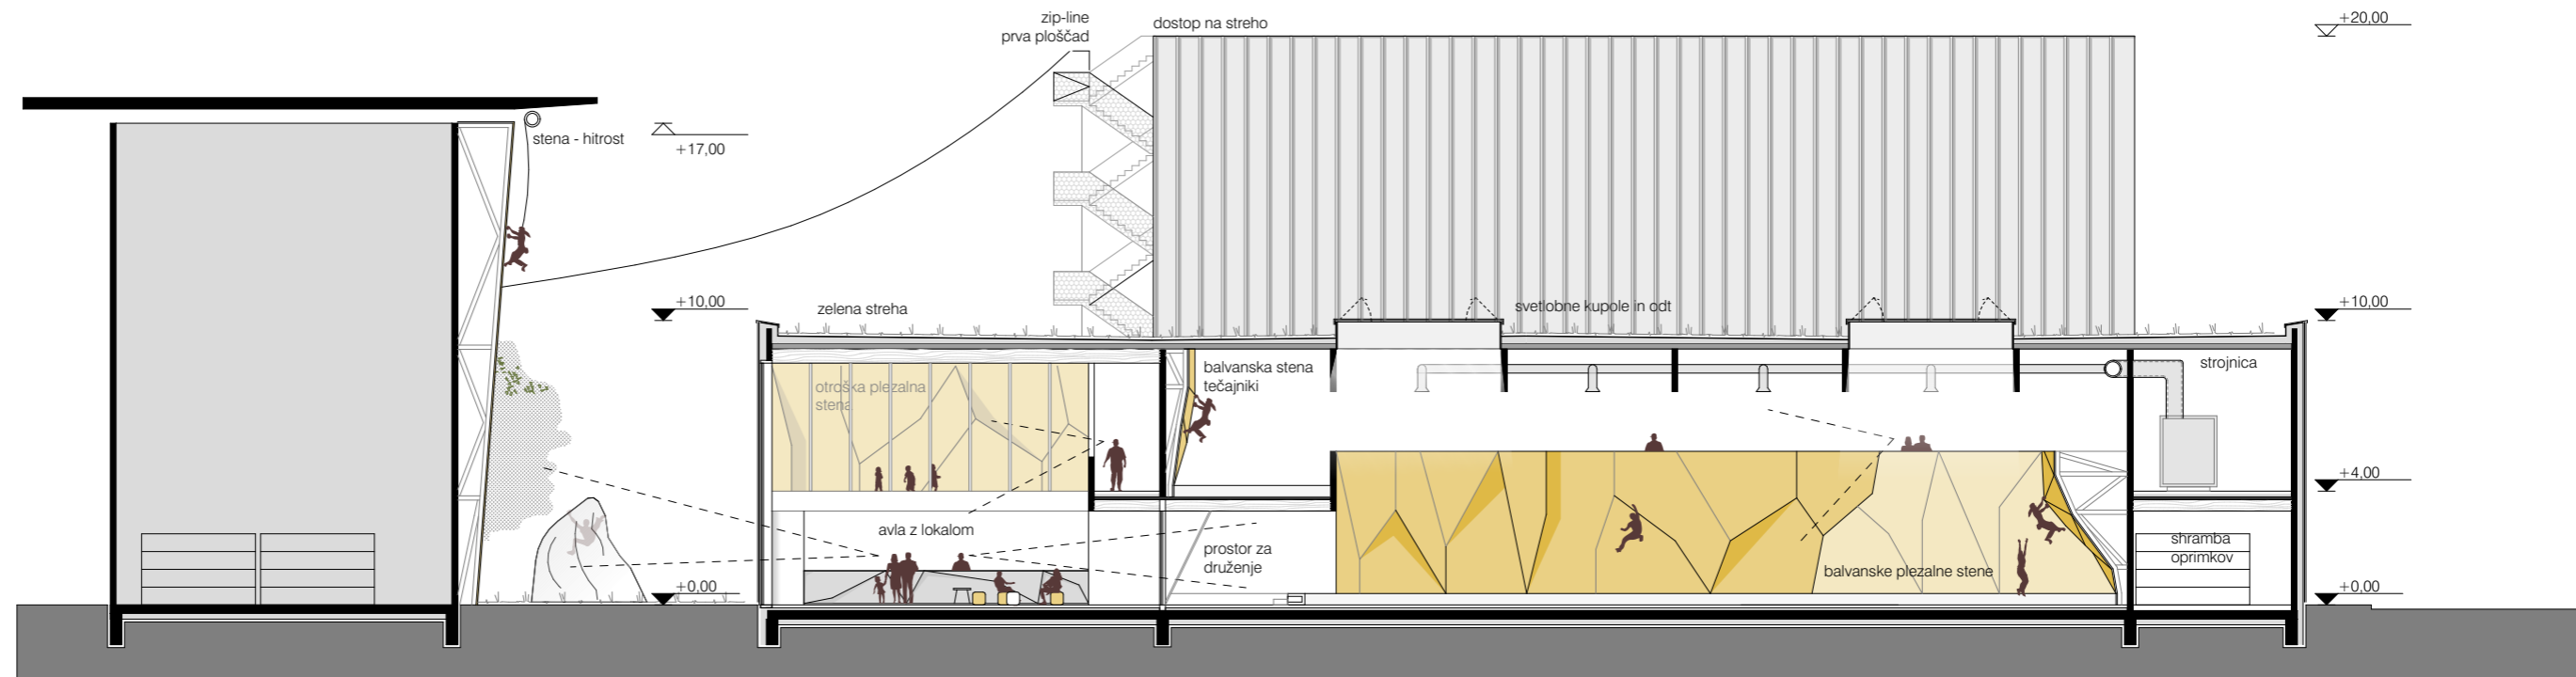 zip-line
prva ploščad
dostop na streho
+20,00
stena - hitrost
+17,00
+10,00
zelena streha
svetlobne kupole in odt
+10,00
otroška plezalna
stena
balvanska stena
tečajniki
strojnica
+4,00
avla z lokalom
prostor za
druženje
shramba
oprimkov
balvanske plezalne stene
+0,00
+0,00